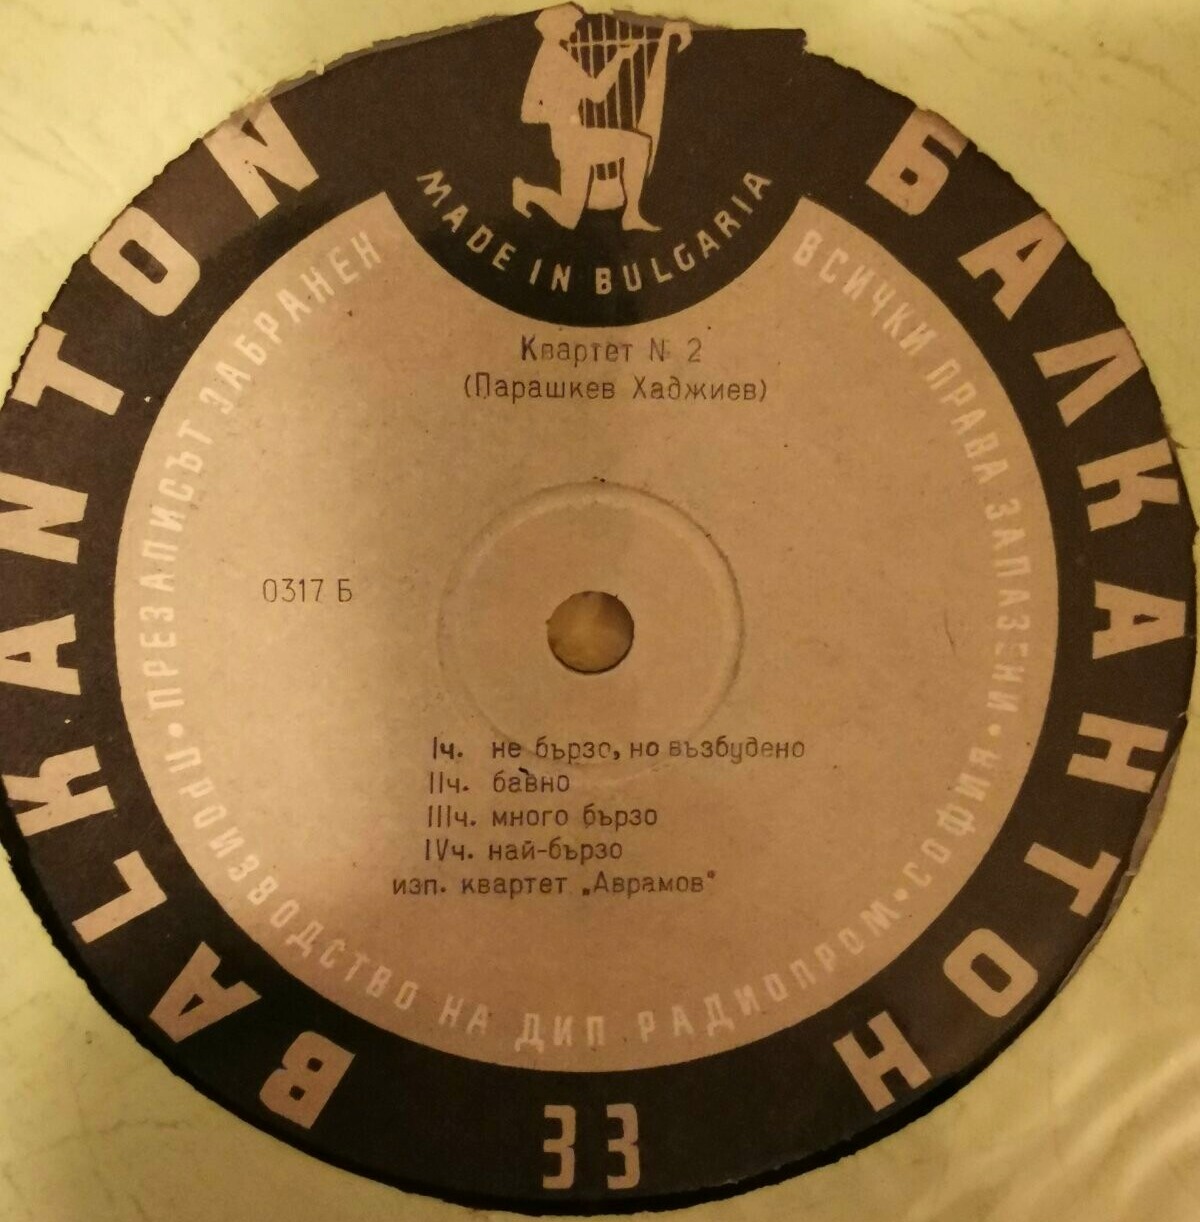 BALKANTON
БАЛКАНТОН
MADE IN BULGARIA
ВСИЧКИ ПРАВА ЗАПАЗЕНИ • СОФИЯ •
ПРОИЗВОДСТВО НА ДИП РАДИОПРОМ •
ПРЕЗАПИСЪТ ЗАБРАНЕН
Квартет № 2
(Парашкев Хаджиев)
0317 Б
Iч. не бързо, но възбудено
IIч. бавно
IIIч. много бързо
IVч. най-бързо
изп. квартет „Аврамов"
33